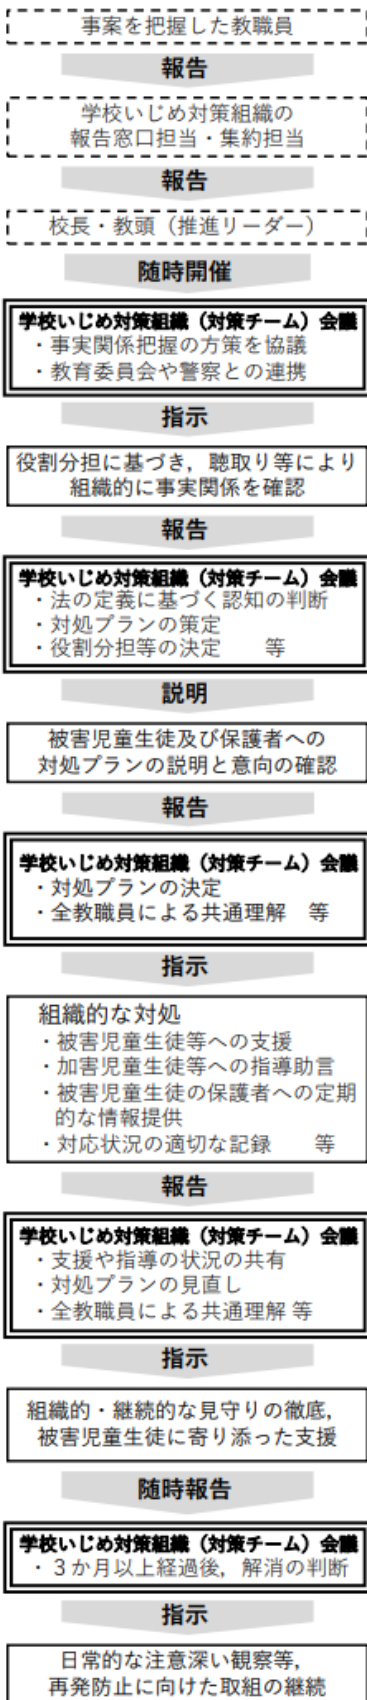 事案を把握した教職員
報告
学校いじめ対策組織の
報告窓口担当・集約担当
報告
校長・教頭（推進リーダー）
随時開催
学校いじめ対策組織（対策チーム）会議
・事実関係把握の方策を協議
・教育委員会や警察との連携
指示
役割分担に基づき，聴取り等により
組織的に事実関係を確認
報告
学校いじめ対策組織（対策チーム）会議
・法の定義に基づく認知の判断
・対処プランの策定
・役割分担等の決定　　等
説明
被害児童生徒及び保護者への
対処プランの説明と意向の確認
報告
学校いじめ対策組織（対策チーム）会議
・対処プランの決定
・全教職員による共通理解　等
指示
組織的な対処
・被害児童生徒等への支援
・加害児童生徒等への指導助言
・被害児童生徒の保護者への定期
的な情報提供
・対応状況の適切な記録　　等
報告
学校いじめ対策組織（対策チーム）会議
・支援や指導の状況の共有
・対処プランの見直し
・全教職員による共通理解 等
指示
組織的・継続的な見守りの徹底，
被害児童生徒に寄り添った支援
随時報告
学校いじめ対策組織（対策チーム）会議
・３か月以上経過後，解消の判断
指示
日常的な注意深い観察等，
再発防止に向けた取組の継続